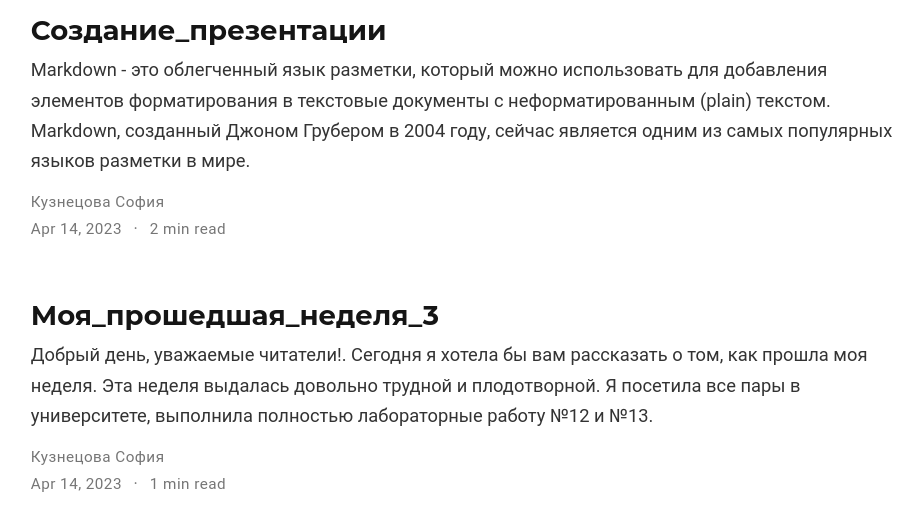 Создание_презентации
Markdown - это облегченный язык разметки, который можно использовать для добавления
элементов форматирования в текстовые документы с неформатированным (plain) текстом.
Markdown, созданный Джоном Грубером в 2004 году, сейчас является одним из самых популярных
языков разметки в мире.
Кузнецова София
Apr 14, 2023 · 2 min read
Моя_прошедшая_неделя_3
Добрый день, уважаемые читатели!. Сегодня я хотела бы вам рассказать о том, как прошла моя
неделя. Эта неделя выдалась довольно трудной и плодотворной. Я посетила все пары в
университете, выполнила полностью лабораторные работу №12 и №13.
Кузнецова София
Apr 14, 2023 · 1 min read